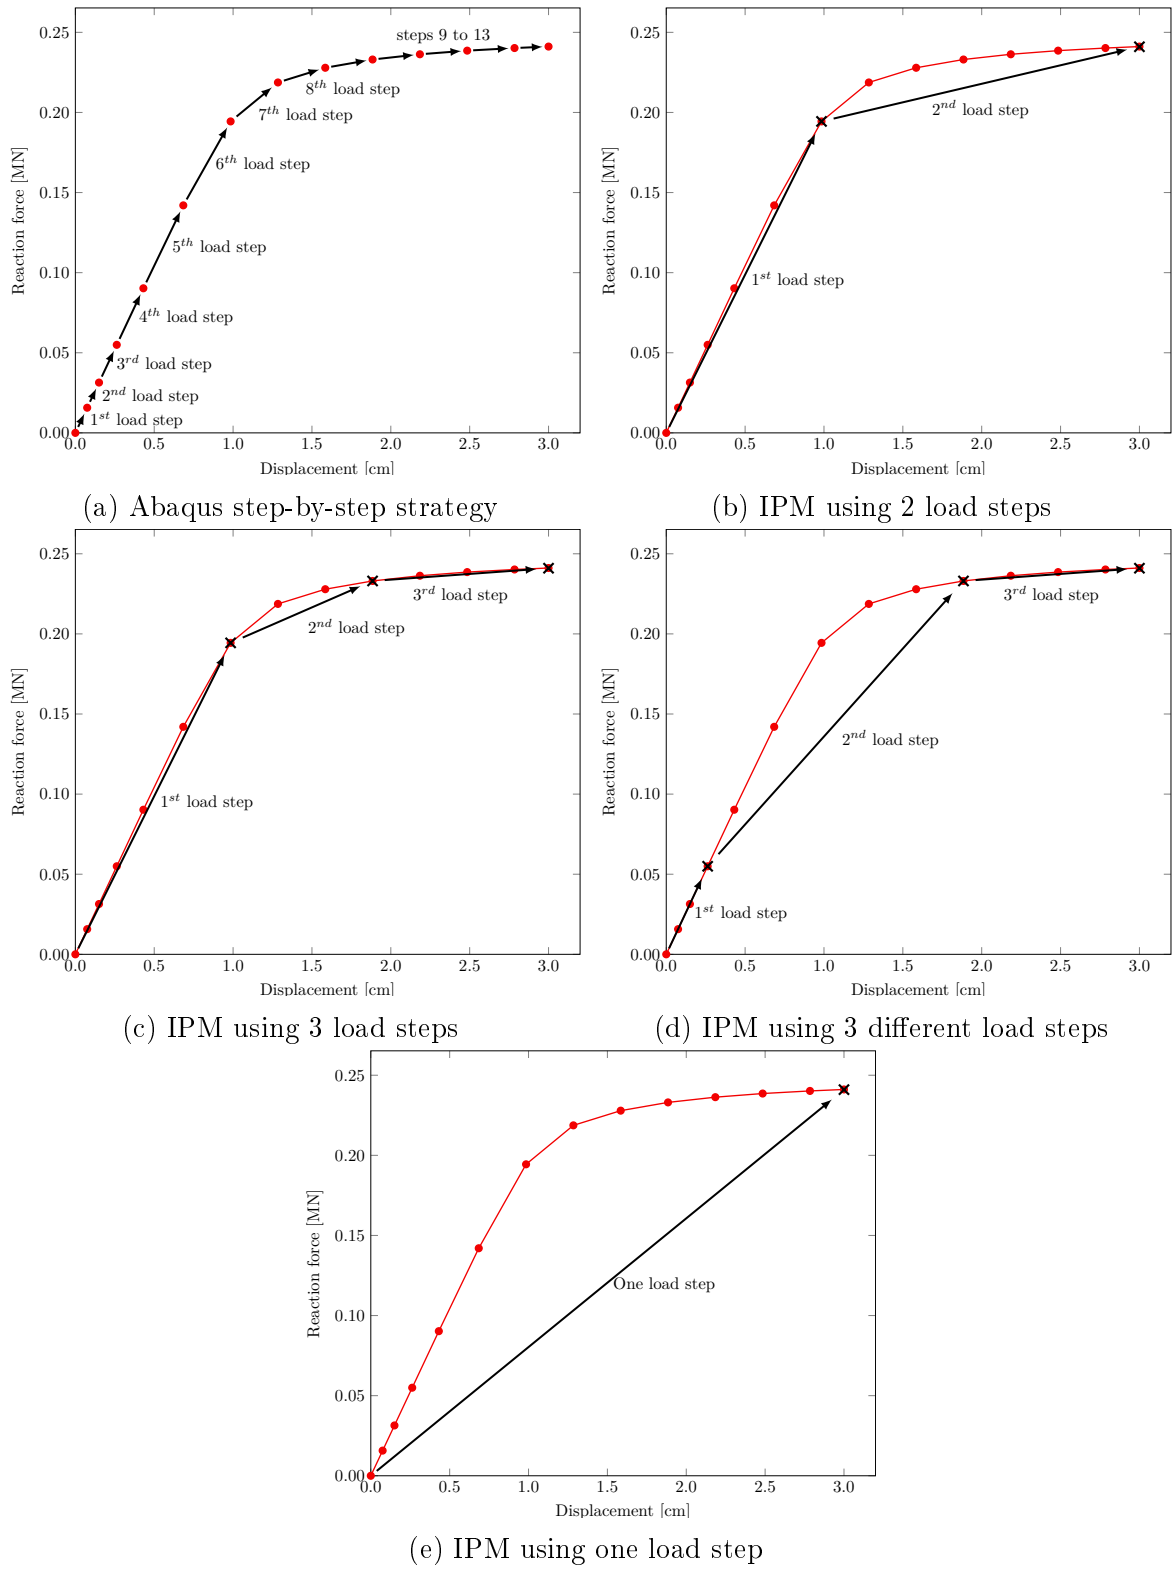 0.25
0.20
0.15
0.10
0.05
0.00
Reaction force [MN]
steps 9 to 13
8th load step
7th load step
6th load step
5th load step
4th load step
3rd load step
2nd load step
1st load step
0.0 0.5 1.0 1.5 2.0 2.5 3.0
Displacement [cm]
(a) Abaqus step-by-step strategy
0.25
0.20
0.15
0.10
0.05
0.00
Reaction force [MN]
2nd load step
1st load step
0.0 0.5 1.0 1.5 2.0 2.5 3.0
Displacement [cm]
(b) IPM using 2 load steps
0.25
0.20
0.15
0.10
0.05
0.00
Reaction force [MN]
3rd load step
2nd load step
1st load step
0.0 0.5 1.0 1.5 2.0 2.5 3.0
Displacement [cm]
(c) IPM using 3 load steps
0.25
0.20
0.15
0.10
0.05
0.00
Reaction force [MN]
3rd load step
2nd load step
1st load step
0.0 0.5 1.0 1.5 2.0 2.5 3.0
Displacement [cm]
(d) IPM using 3 different load steps
0.25
0.20
0.15
0.10
0.05
0.00
Reaction force [MN]
One load step
0.0 0.5 1.0 1.5 2.0 2.5 3.0
Displacement [cm]
(e) IPM using one load step